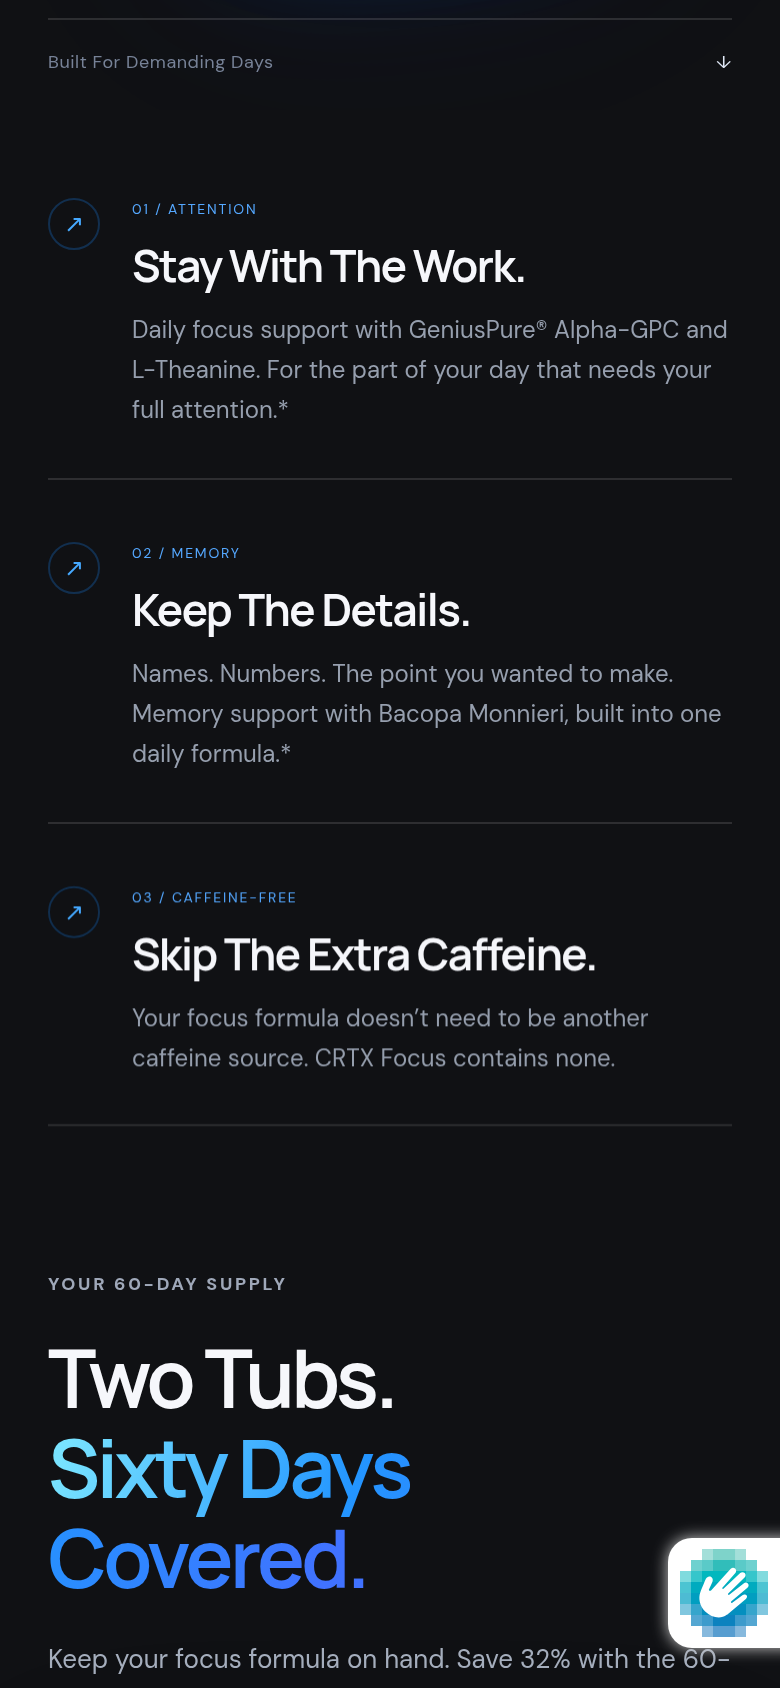 Built For Demanding Days
01 / ATTENTION
Stay With The Work.
Daily focus support with GeniusPure® Alpha-GPC and
L-Theanine. For the part of your day that needs your
full attention.*
02 / MEMORY
Keep The Details.
Names. Numbers. The point you wanted to make.
Memory support with Bacopa Monnieri, built into one
daily formula.*
03 / CAFFEINE-FREE
Skip The Extra Caffeine.
Your focus formula doesn’t need to be another
caffeine source. CRTX Focus contains none.
YOUR 60-DAY SUPPLY
Two Tubs.
Sixty Days
Covered.
Keep your focus formula on hand. Save 32% with the 60-